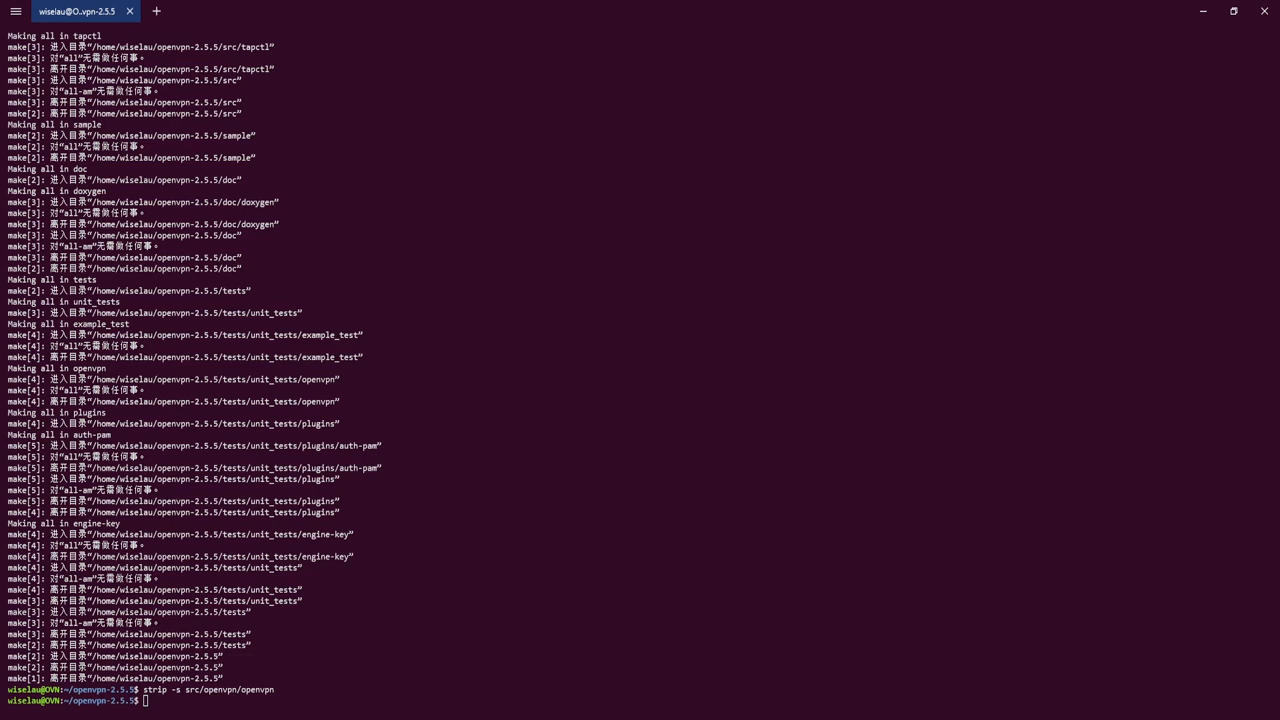 wiselau@O..vpn-2.5.5
Making all in tapctl
make[3]: 进入目录“/home/wiselau/openvpn-2.5.5/src/tapctl”
make[3]: 对“all”无需做任何事。
make[3]: 离开目录“/home/wiselau/openvpn-2.5.5/src/tapctl”
make[3]: 进入目录“/home/wiselau/openvpn-2.5.5/src”
make[3]: 对“all-am”无需做任何事。
make[3]: 离开目录“/home/wiselau/openvpn-2.5.5/src”
make[2]: 离开目录“/home/wiselau/openvpn-2.5.5/src”
Making all in sample
make[2]: 进入目录“/home/wiselau/openvpn-2.5.5/sample”
make[2]: 对“all”无需做任何事。
make[2]: 离开目录“/home/wiselau/openvpn-2.5.5/sample”
Making all in doc
make[2]: 进入目录“/home/wiselau/openvpn-2.5.5/doc”
Making all in doxygen
make[3]: 进入目录“/home/wiselau/openvpn-2.5.5/doc/doxygen”
make[3]: 对“all”无需做任何事。
make[3]: 离开目录“/home/wiselau/openvpn-2.5.5/doc/doxygen”
make[3]: 进入目录“/home/wiselau/openvpn-2.5.5/doc”
make[3]: 对“all-am”无需做任何事。
make[3]: 离开目录“/home/wiselau/openvpn-2.5.5/doc”
make[2]: 离开目录“/home/wiselau/openvpn-2.5.5/doc”
Making all in tests
make[2]: 进入目录“/home/wiselau/openvpn-2.5.5/tests”
Making all in unit_tests
make[3]: 进入目录“/home/wiselau/openvpn-2.5.5/tests/unit_tests”
Making all in example_test
make[4]: 进入目录“/home/wiselau/openvpn-2.5.5/tests/unit_tests/example_test”
make[4]: 对“all”无需做任何事。
make[4]: 离开目录“/home/wiselau/openvpn-2.5.5/tests/unit_tests/example_test”
Making all in openvpn
make[4]: 进入目录“/home/wiselau/openvpn-2.5.5/tests/unit_tests/openvpn”
make[4]: 对“all”无需做任何事。
make[4]: 离开目录“/home/wiselau/openvpn-2.5.5/tests/unit_tests/openvpn”
Making all in plugins
make[4]: 进入目录“/home/wiselau/openvpn-2.5.5/tests/unit_tests/plugins”
Making all in auth-pam
make[5]: 进入目录“/home/wiselau/openvpn-2.5.5/tests/unit_tests/plugins/auth-pam”
make[5]: 对“all”无需做任何事。
make[5]: 离开目录“/home/wiselau/openvpn-2.5.5/tests/unit_tests/plugins/auth-pam”
make[5]: 进入目录“/home/wiselau/openvpn-2.5.5/tests/unit_tests/plugins”
make[5]: 对“all-am”无需做任何事。
make[5]: 离开目录“/home/wiselau/openvpn-2.5.5/tests/unit_tests/plugins”
make[4]: 离开目录“/home/wiselau/openvpn-2.5.5/tests/unit_tests/plugins”
Making all in engine-key
make[4]: 进入目录“/home/wiselau/openvpn-2.5.5/tests/unit_tests/engine-key”
make[4]: 对“all”无需做任何事。
make[4]: 离开目录“/home/wiselau/openvpn-2.5.5/tests/unit_tests/engine-key”
make[4]: 进入目录“/home/wiselau/openvpn-2.5.5/tests/unit_tests”
make[4]: 对“all-am”无需做任何事。
make[4]: 离开目录“/home/wiselau/openvpn-2.5.5/tests/unit_tests”
make[3]: 离开目录“/home/wiselau/openvpn-2.5.5/tests/unit_tests”
make[3]: 进入目录“/home/wiselau/openvpn-2.5.5/tests”
make[3]: 对“all-am”无需做任何事。
make[3]: 离开目录“/home/wiselau/openvpn-2.5.5/tests”
make[2]: 离开目录“/home/wiselau/openvpn-2.5.5/tests”
make[2]: 进入目录“/home/wiselau/openvpn-2.5.5”
make[2]: 离开目录“/home/wiselau/openvpn-2.5.5”
make[1]: 离开目录“/home/wiselau/openvpn-2.5.5”
wiselau@OVN:~/openvpn-2.5.5$ strip -s src/openvpn/openvpn
wiselau@OVN:~/openvpn-2.5.5$